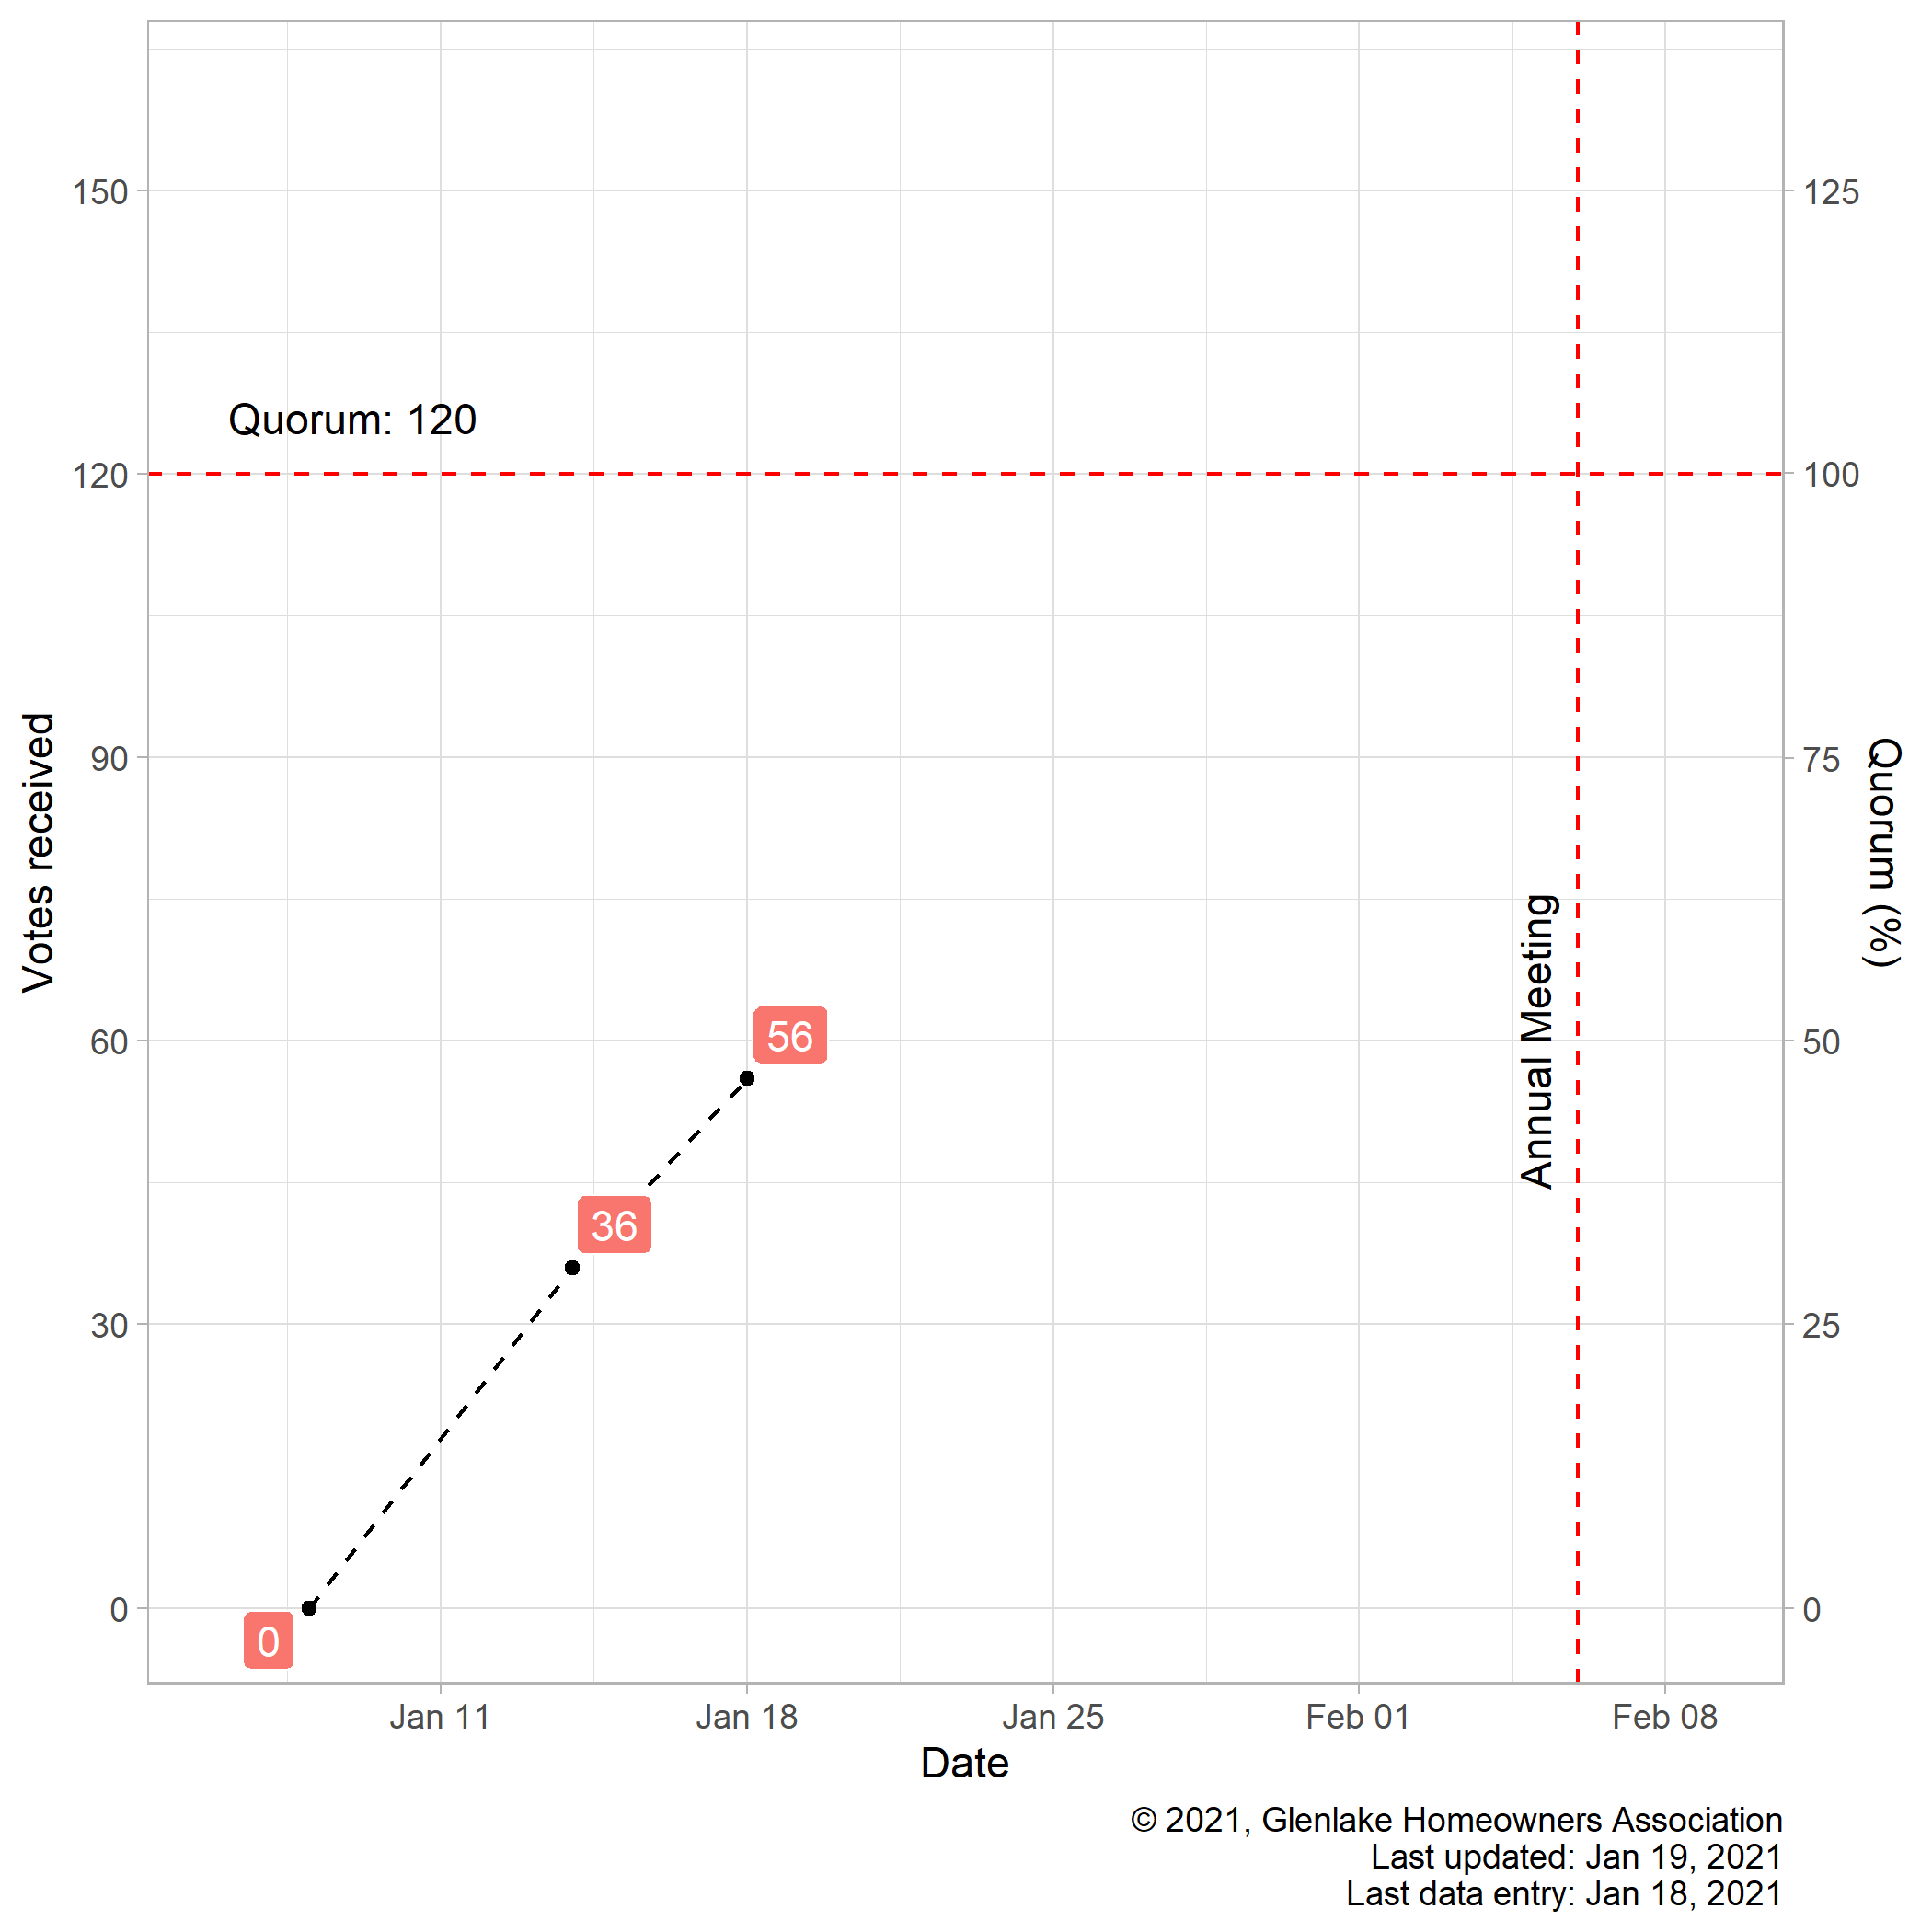 150
120
90
60
30
0
Votes received
Quorum: 120
56
36
0
Annual Meeting
125
100
75
50
25
0
Quorum (%)
Jan 11
Jan 18
Jan 25
Feb 01
Feb 08
Date
© 2021, Glenlake Homeowners Association
Last updated: Jan 19, 2021
Last data entry: Jan 18, 2021